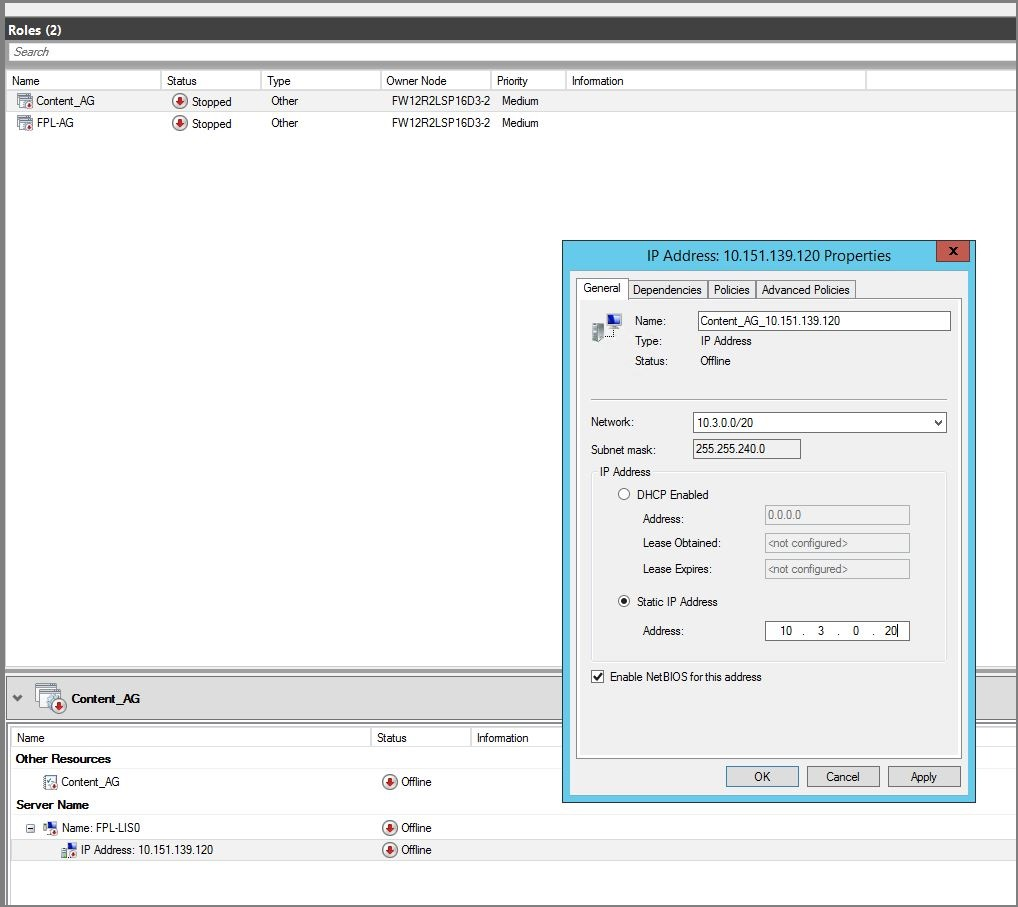 Roles (2)
Search
Name Status Type Owner Node Priority Information
Content_AG Stopped Other FW12R2LSP16D3-2 Medium
FPL-AG Stopped Other FW12R2LSP16D3-2 Medium
IP Address: 10.151.139.120 Properties
x
General Dependencies Policies Advanced Policies
Name: Content_AG_10.151.139.120
Type: IP Address
Status: Offline
Network: 10.3.0.0/20
Subnet mask: 255.255.240.0
IP Address
DHCP Enabled
Address: 0.0.0.0
Lease Obtained: <not configured>
Lease Expires: <not configured>
Static IP Address
Address: 10 . 3 . 0 . 20
Enable NetBIOS for this address
OK Cancel Apply
Content_AG
Name Status Information
Other Resources
Content_AG Offline
Server Name
Name: FPL-LIS0 Offline
IP Address: 10.151.139.120 Offline